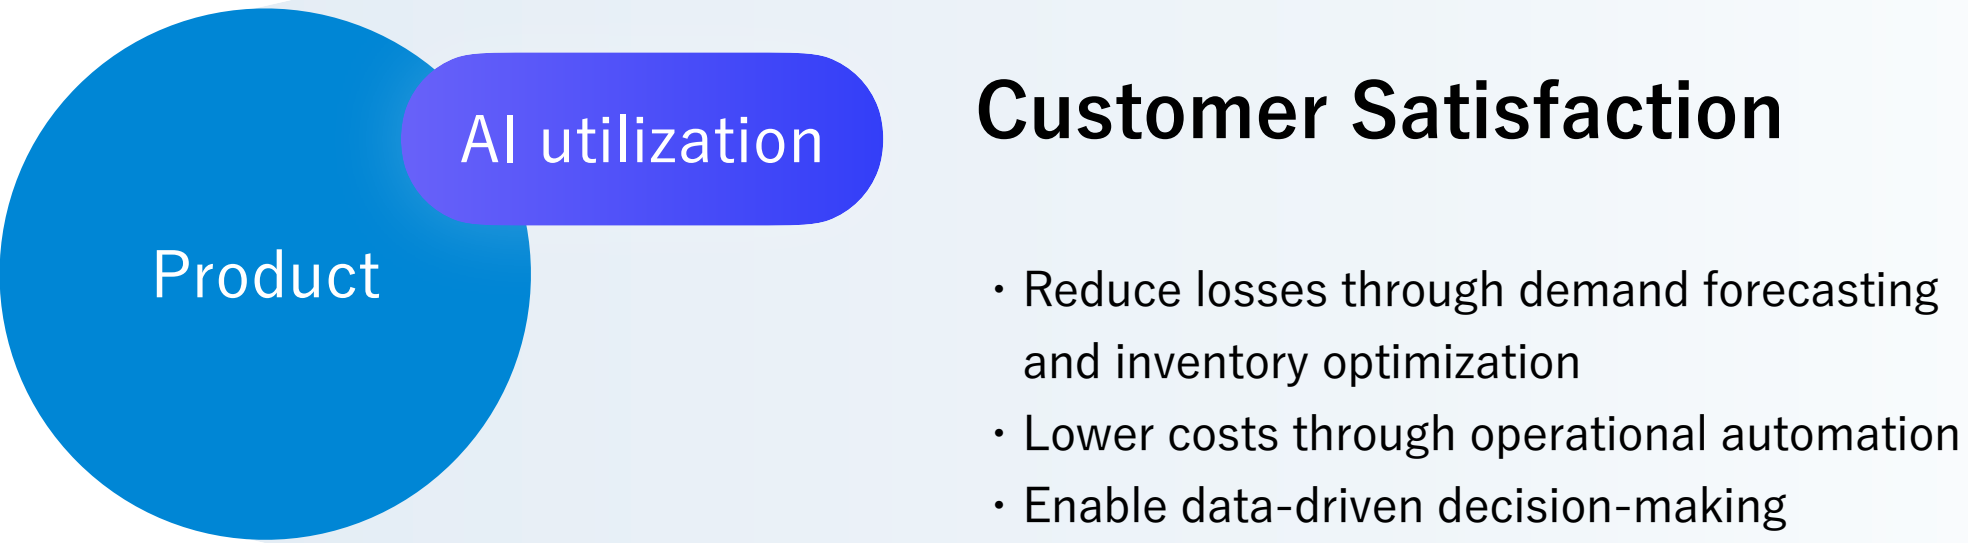 AI utilization
Product
Customer Satisfaction
・Reduce losses through demand forecasting
and inventory optimization
・Lower costs through operational automation
・Enable data-driven decision-making